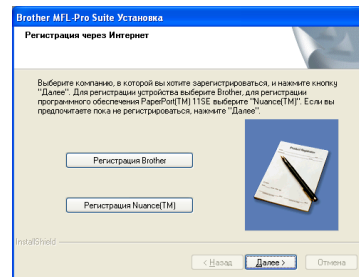 Brother MFL-Pro Suite Установка
Регистрация через Интернет
Выберите компанию, в которой вы хотите зарегистрироваться, и нажмите кнопку
"Далее". Для регистрации устройства выберите Brother, для регистрации
программного обеспечения PaperPort(TM) 11SE выберите "Nuance(TM)". Если вы
предпочитаете пока не регистрироваться, нажмите "Далее".
Регистрация Brother
Регистрация Nuance(TM)
InstallShield
< Назад
Далее >
Отмена